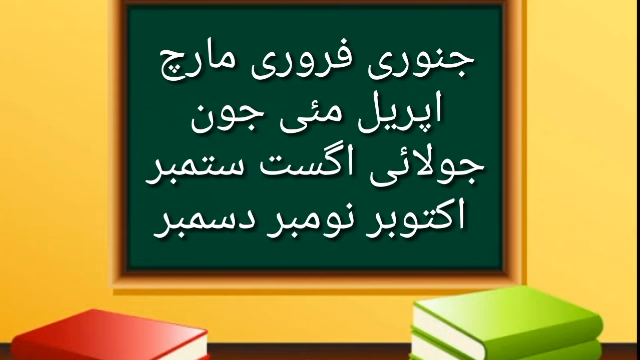 جنوری فروری مارچ
اپریل مئی جون
جولائی اگست ستمبر
اکتوبر نومبر دسمبر